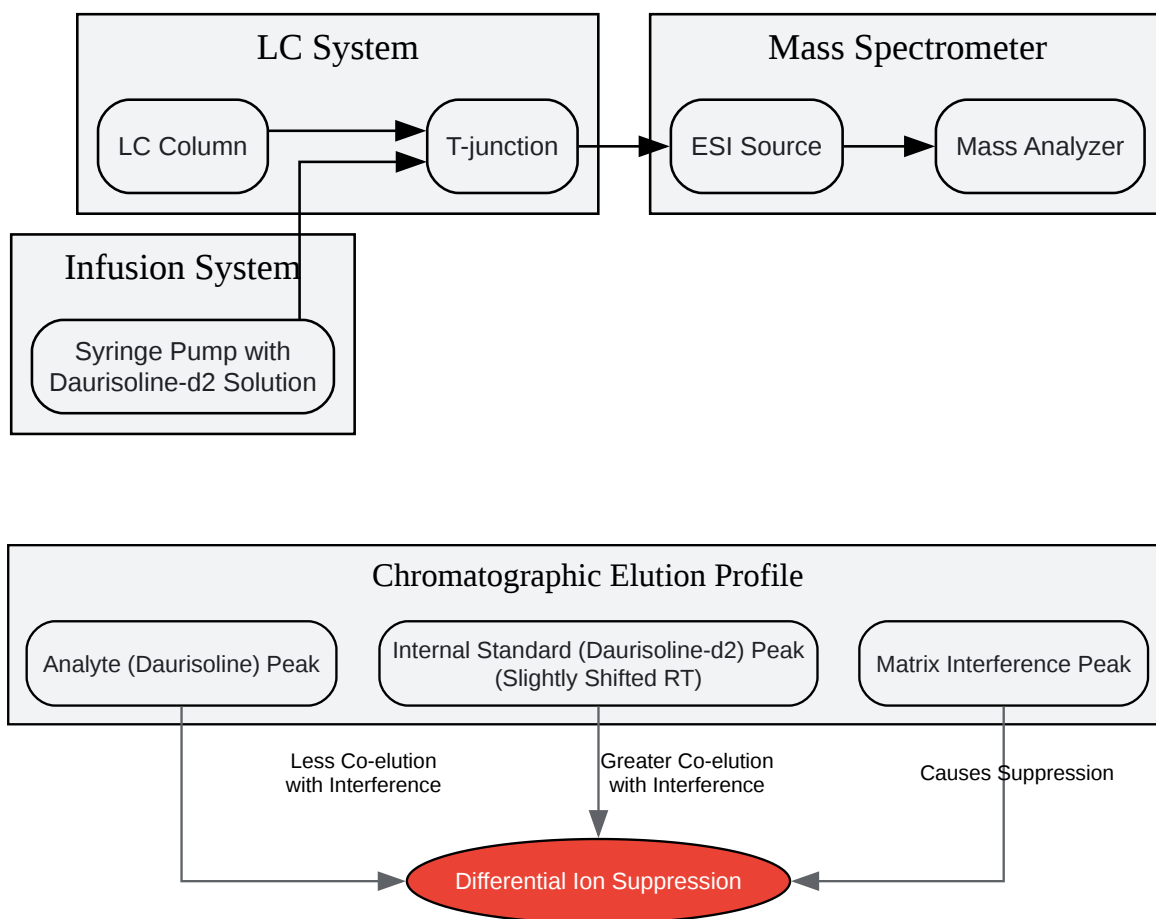 LC System
Mass Spectrometer
LC Column
T-junction
ESI Source
Mass Analyzer
Infusion System
Syringe Pump with
Daurisoline-d2 Solution
Chromatographic Elution Profile
Analyte (Daurisoline) Peak
Internal Standard (Daurisoline-d2) Peak
(Slightly Shifted RT)
Matrix Interference Peak
Less Co-elution
with Interference
Greater Co-elution
with Interference
Causes Suppression
Differential Ion Suppression